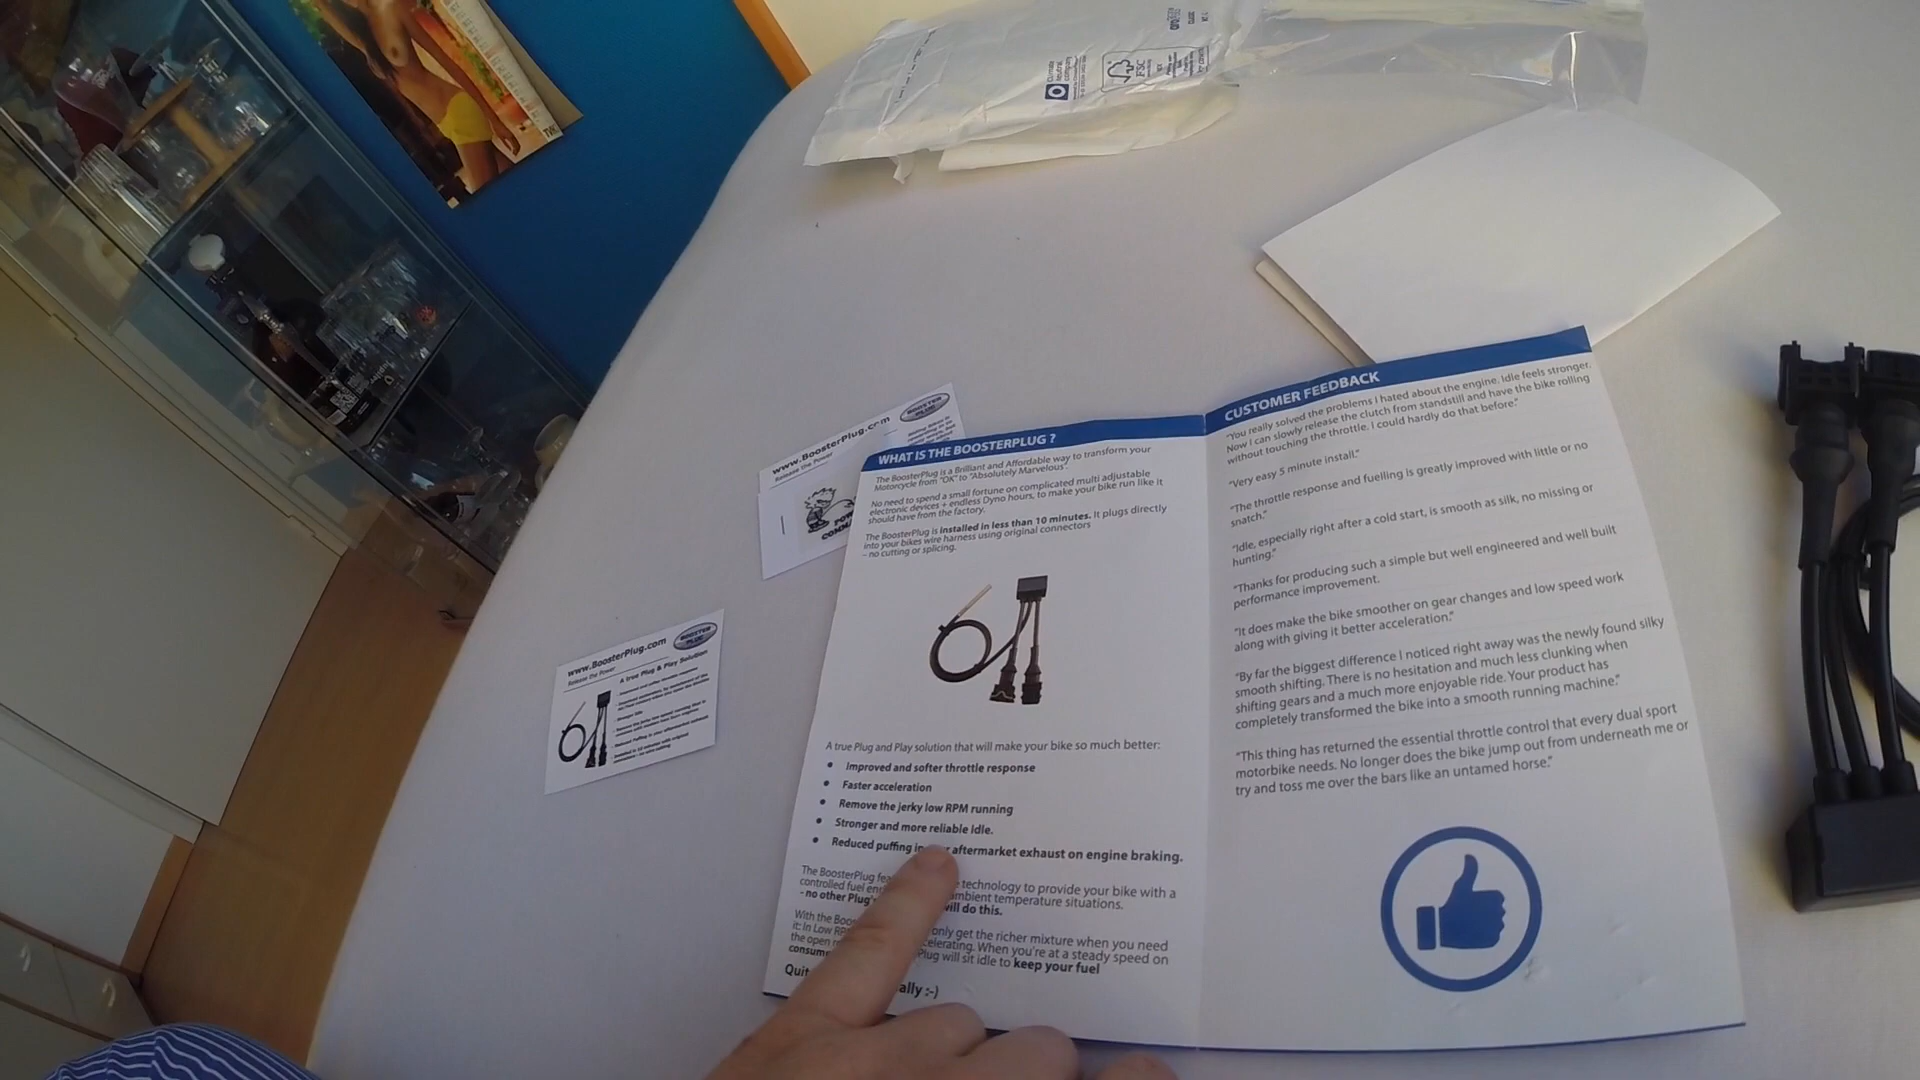 Climate
neutral
company
FSC
www.BoosterPlug.com
Release the Power
BOOSTER
PLUG
POW
COMMA
www.BoosterPlug.com
Release the Power
BOOSTER
PLUG
A true Plug & Play Solution
WHAT IS THE BOOSTERPLUG ?
The BoosterPlug is a Brilliant and Affordable way to transform your
Motorcycle from "OK" to "Absolutely Marvelous".
No need to spend a small fortune on complicated multi adjustable
electronic devices + endless Dyno hours, to make your bike run like it
should have from the factory.
The BoosterPlug is installed in less than 10 minutes. It plugs directly
into your bikes wire harness using original connectors
- no cutting or splicing.
A true Plug and Play solution that will make your bike so much better:
• Improved and softer throttle response
• Faster acceleration
• Remove the jerky low RPM running
• Stronger and more reliable Idle.
• Reduced puffing in aftermarket exhaust on engine braking.
The BoosterPlug technology to provide your bike with a
controlled fuel ambient temperature situations.
- no other Plug' will do this.
With the only get the richer mixture when you need
it: In Low When you're at a steady speed on
the open Plug will sit idle to keep your fuel
ally :-)
CUSTOMER FEEDBACK
"You really solved the problems I hated about the engine. Idle feels stronger.
Now I can slowly release the clutch from standstill and have the bike rolling
without touching the throttle. I could hardly do that before."
"Very easy 5 minute install."
"The throttle response and fuelling is greatly improved with little or no
snatch."
"Idle, especially right after a cold start, is smooth as silk, no missing or
hunting."
"Thanks for producing such a simple but well engineered and well built
performance improvement.
"It does make the bike smoother on gear changes and low speed work
along with giving it better acceleration."
"By far the biggest difference I noticed right away was the newly found silky
smooth shifting. There is no hesitation and much less clunking when
shifting gears and a much more enjoyable ride. Your product has
completely transformed the bike into a smooth running machine."
"This thing has returned the essential throttle control that every dual sport
motorbike needs. No longer does the bike jump out from underneath me or
try and toss me over the bars like an untamed horse."